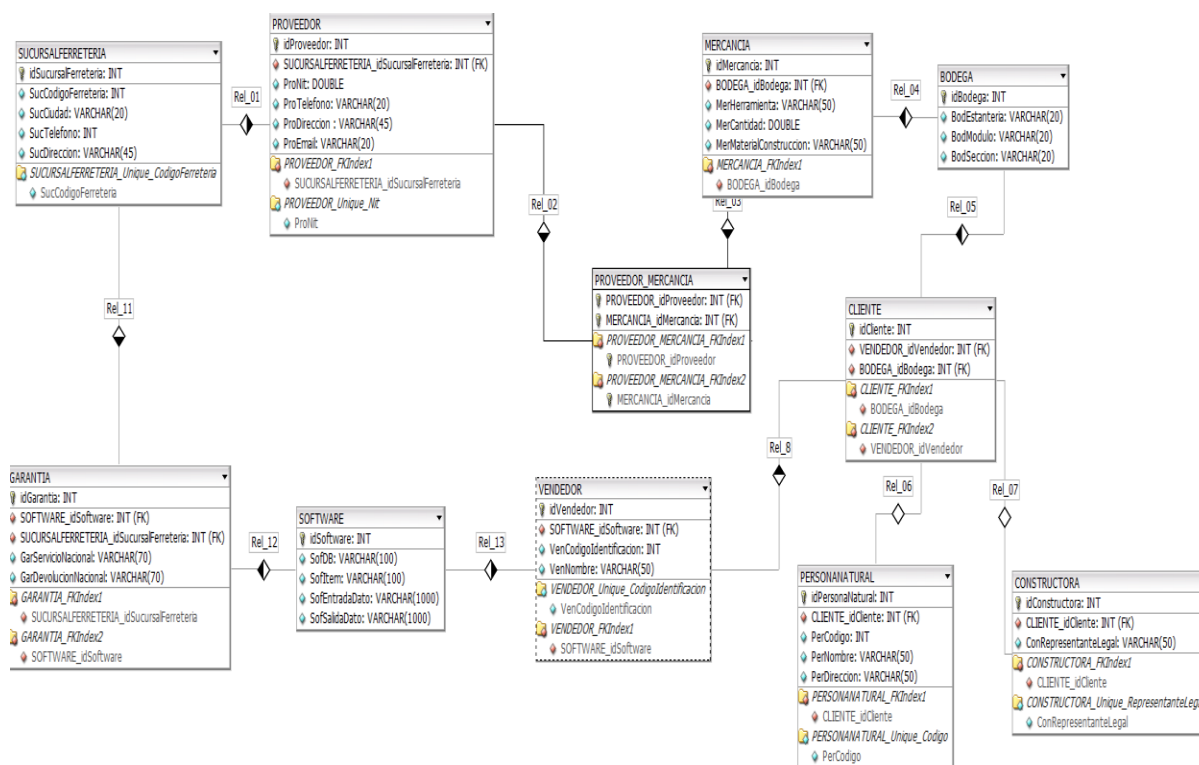 SUCURSALFERRETERIA
idSucursalFerreteria: INT
SucCodigoFerreteria: INT
SucCiudad: VARCHAR(20)
SucTelefono: INT
SucDireccion: VARCHAR(45)
SUCURSALFERRETERIA_Unique_CodigoFerreteria
SucCodigoFerreteria
Rel_01
PROVEEDOR
idProveedor: INT
SUCURSALFERRETERIA_idSucursalFerreteria: INT (FK)
ProNit: DOUBLE
ProTelefono: VARCHAR(20)
ProDireccion : VARCHAR(45)
ProEmail: VARCHAR(20)
PROVEEDOR_FKIndex1
SUCURSALFERRETERIA_idSucursalFerreteria
PROVEEDOR_Unique_Nit
ProNit
Rel_02
MERCANCIA
idMercancia: INT
BODEGA_idBodega: INT (FK)
MerHerramienta: VARCHAR(50)
MerCantidad: DOUBLE
MerMaterialConstruccion: VARCHAR(50)
MERCANCIA_FKIndex1
BODEGA_idBodega
Rel_03
Rel_04
BODEGA
idBodega: INT
BodEstanteria: VARCHAR(20)
BodModulo: VARCHAR(20)
BodSeccion: VARCHAR(20)
Rel_05
PROVEEDOR_MERCANCIA
PROVEEDOR_idProveedor: INT (FK)
MERCANCIA_idMercancia: INT (FK)
PROVEEDOR_MERCANCIA_FKIndex1
PROVEEDOR_idProveedor
PROVEEDOR_MERCANCIA_FKIndex2
MERCANCIA_idMercancia
CLIENTE
idCliente: INT
VENDEDOR_idVendedor: INT (FK)
BODEGA_idBodega: INT (FK)
CLIENTE_FKIndex1
BODEGA_idBodega
CLIENTE_FKIndex2
VENDEDOR_idVendedor
Rel_11
Rel_8
Rel_06
Rel_07
GARANTIA
idGarantia: INT
SOFTWARE_idSoftware: INT (FK)
SUCURSALFERRETERIA_idSucursalFerreteria: INT (FK)
GarServicioNacional: VARCHAR(70)
GarDevolucionNacional: VARCHAR(70)
GARANTIA_FKIndex1
SUCURSALFERRETERIA_idSucursalFerreteria
GARANTIA_FKIndex2
SOFTWARE_idSoftware
Rel_12
SOFTWARE
idSoftware: INT
SofDB: VARCHAR(100)
SofItem: VARCHAR(100)
SofEntradaDato: VARCHAR(1000)
SofSalidaDato: VARCHAR(1000)
Rel_13
VENDEDOR
idVendedor: INT
SOFTWARE_idSoftware: INT (FK)
VenCodigoIdentificacion: INT
VenNombre: VARCHAR(50)
VENDEDOR_Unique_CodigoIdentificacion
VenCodigoIdentificacion
VENDEDOR_FKIndex1
SOFTWARE_idSoftware
PERSONANATURAL
idPersonaNatural: INT
CLIENTE_idCliente: INT (FK)
PerCodigo: INT
PerNombre: VARCHAR(50)
PerDireccion: VARCHAR(50)
PERSONANATURAL_FKIndex1
CLIENTE_idCliente
PERSONANATURAL_Unique_Codigo
PerCodigo
CONSTRUCTORA
idConstructora: INT
CLIENTE_idCliente: INT (FK)
ConRepresentanteLegal: VARCHAR(50)
CONSTRUCTORA_FKIndex1
CLIENTE_idCliente
CONSTRUCTORA_Unique_RepresentanteLegal
ConRepresentanteLegal